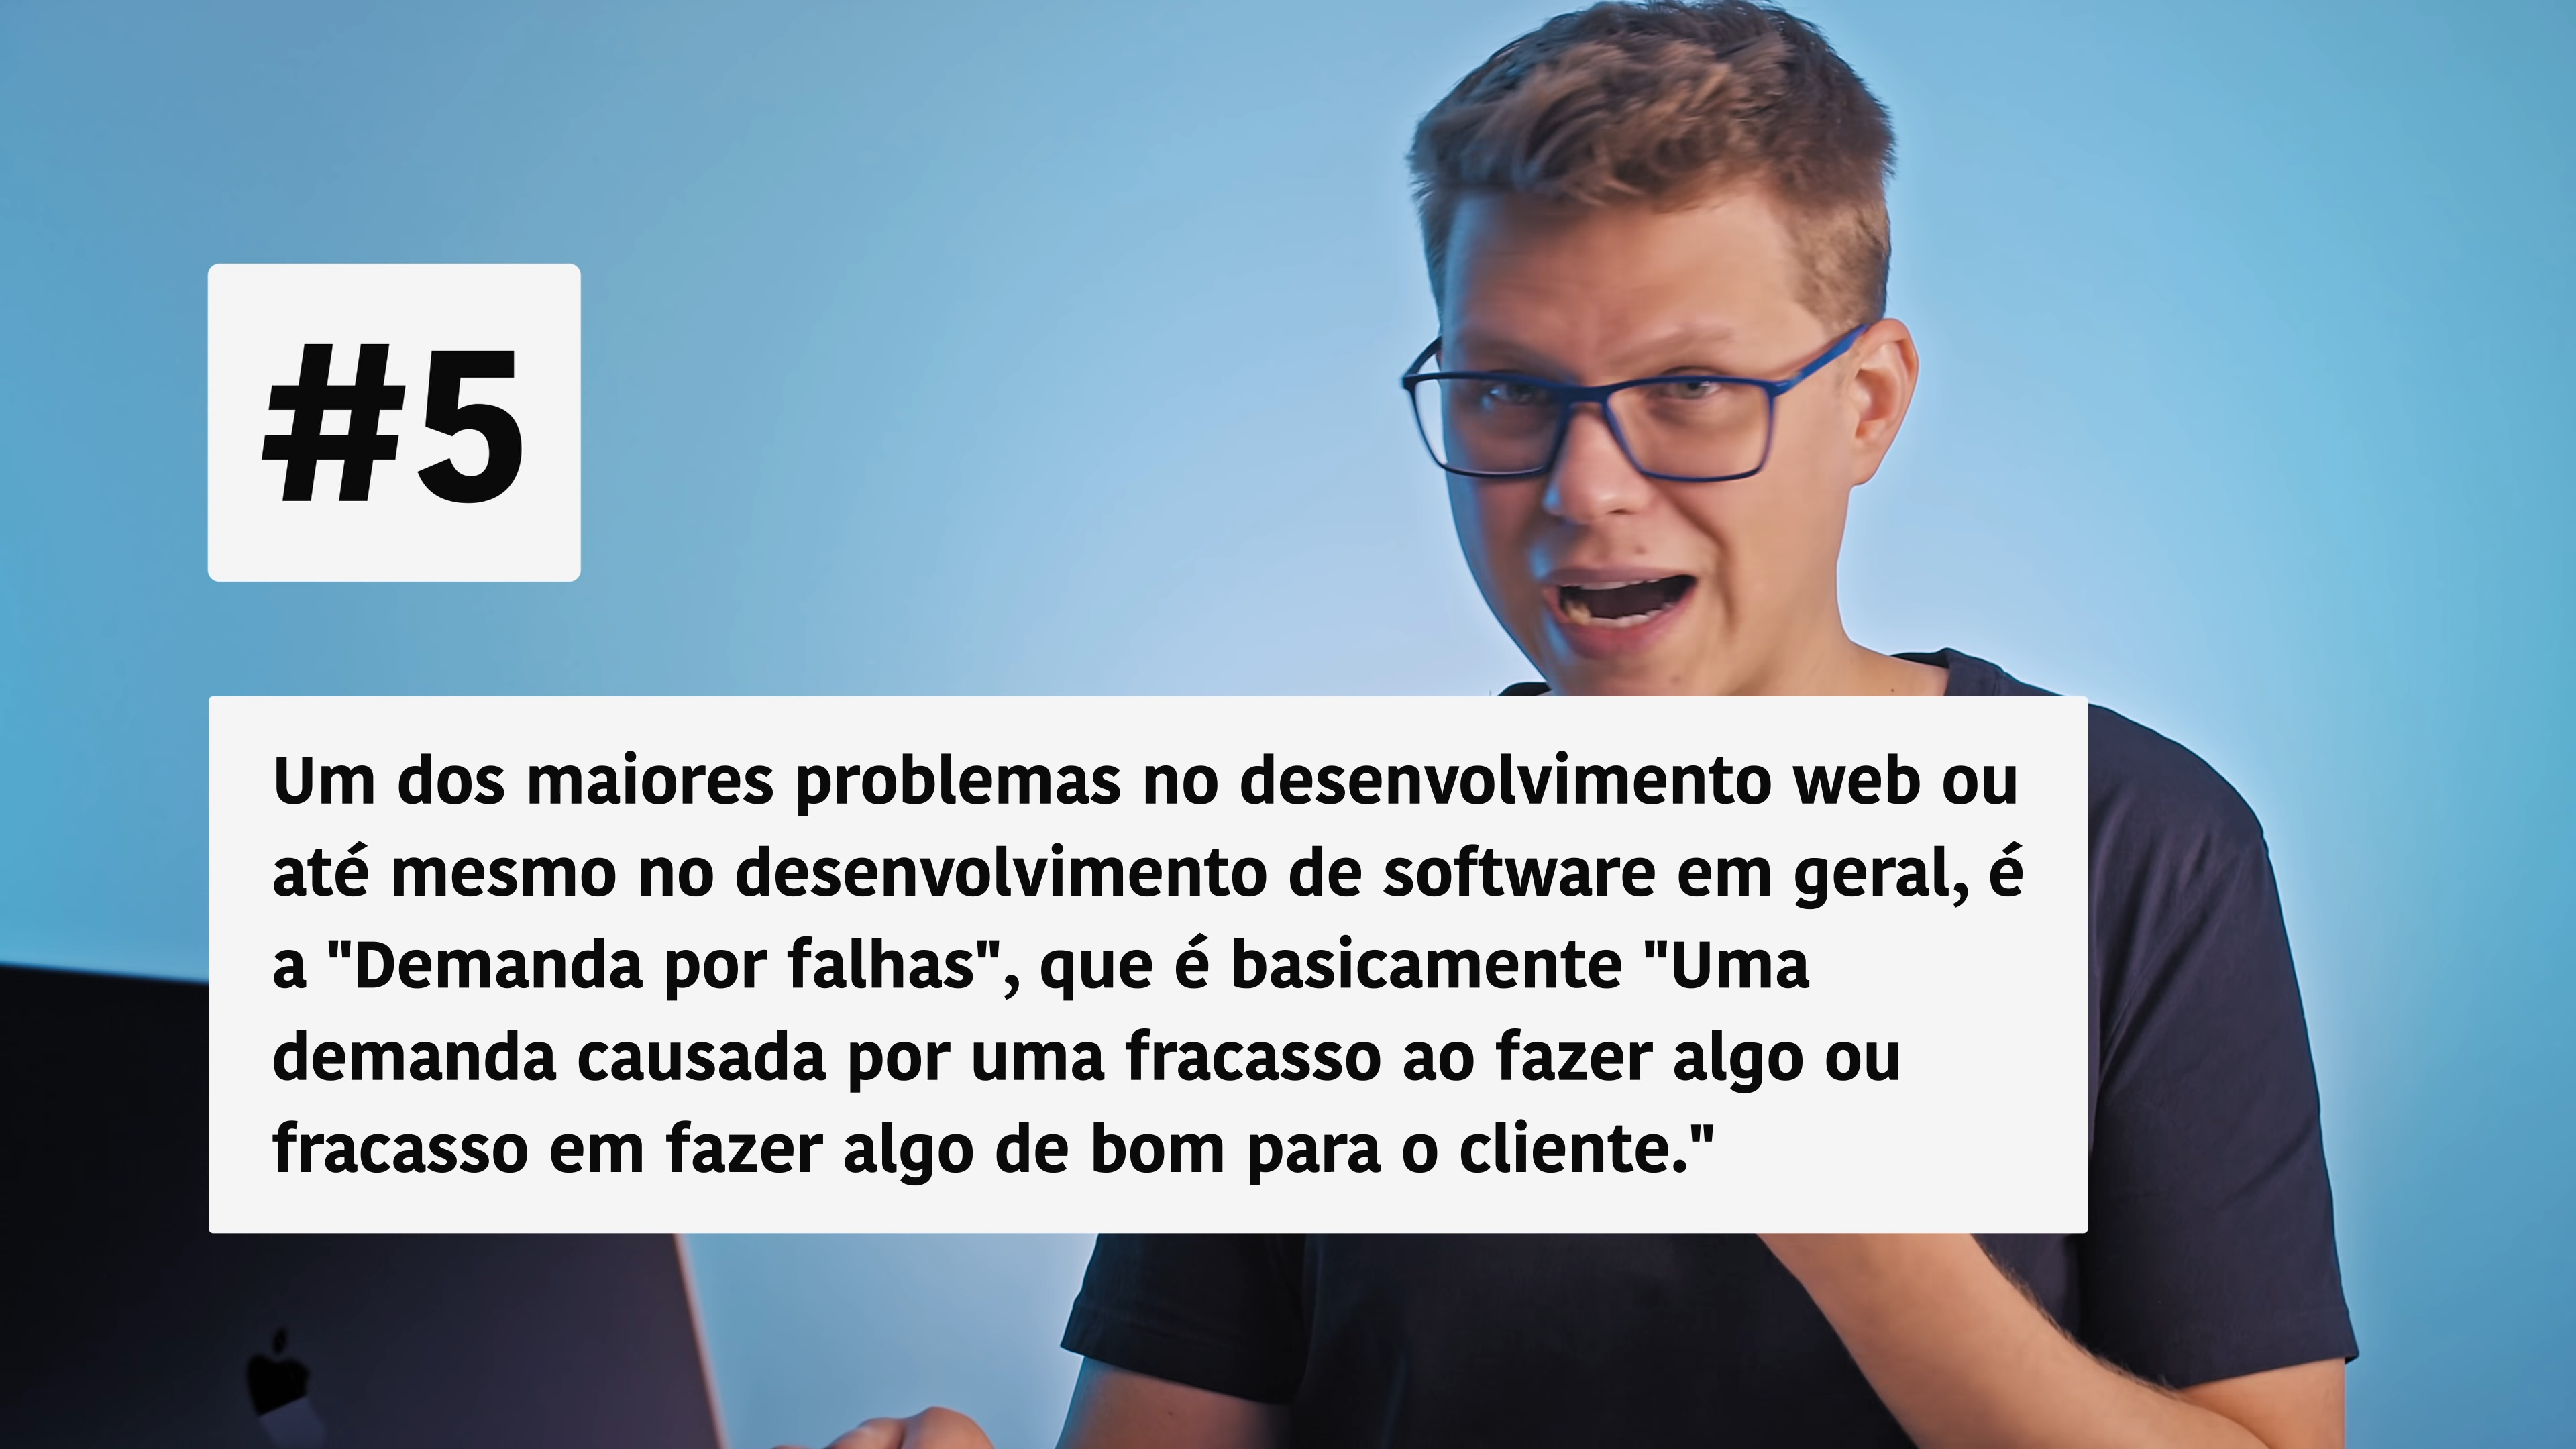 #5
Um dos maiores problemas no desenvolvimento web ou
até mesmo no desenvolvimento de software em geral, é
a "Demanda por falhas", que é basicamente "Uma
demanda causada por uma fracasso ao fazer algo ou
fracasso em fazer algo de bom para o cliente."